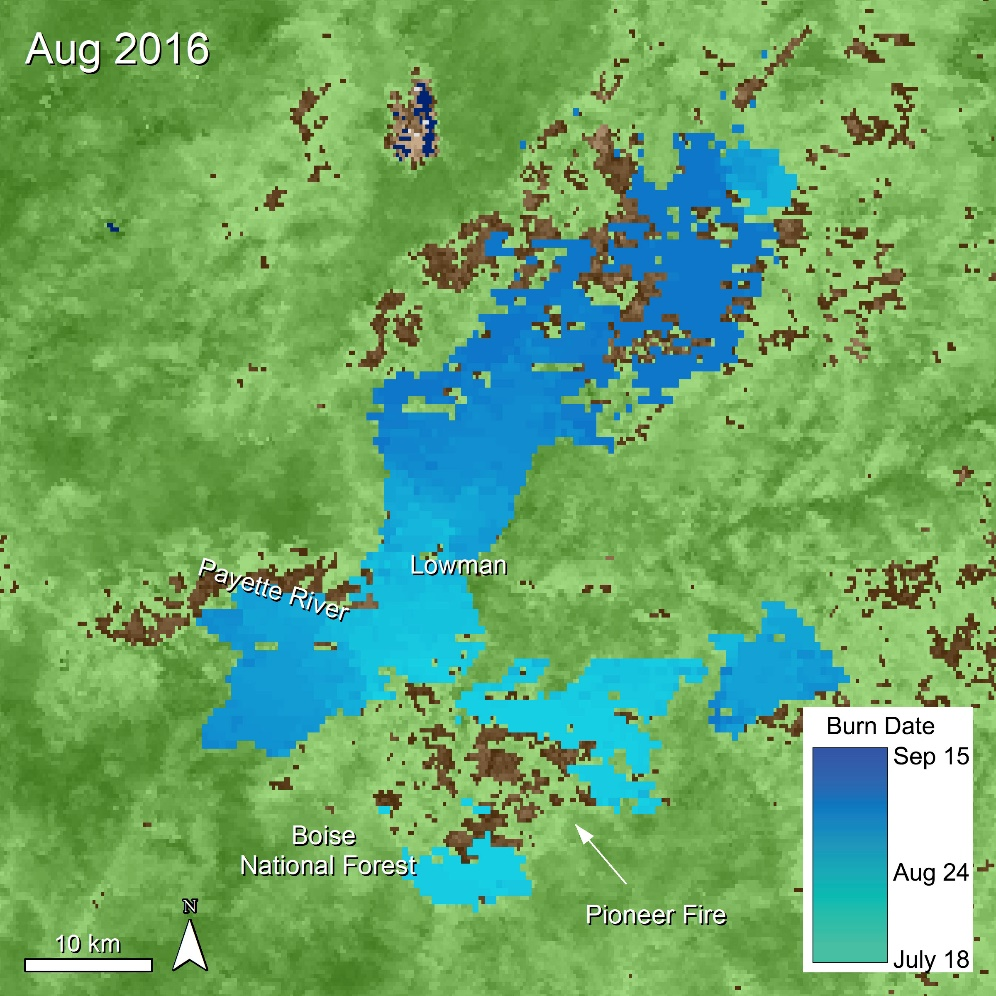 Aug 2016
Payette River
Lowman
Burn Date
Sep 15
Aug 24
July 18
Boise
National Forest
Pioneer Fire
N
10 km